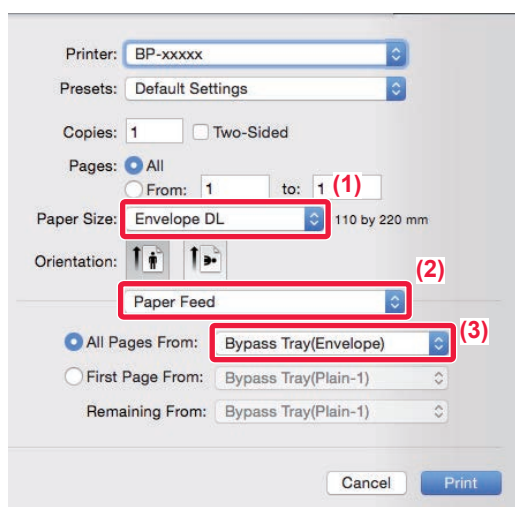 Printer: BP-xxxxx
Presets: Default Settings
Copies: 1 Two-Sided
Pages: All
From: 1 to: 1 (1)
Paper Size: Envelope DL 110 by 220 mm
Orientation:
(2)
Paper Feed
(3)
All Pages From: Bypass Tray(Envelope)
First Page From: Bypass Tray(Plain-1)
Remaining From: Bypass Tray(Plain-1)
Cancel Print